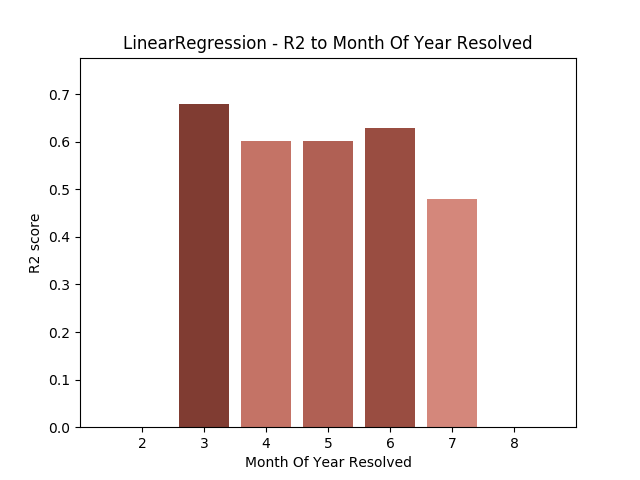 LinearRegression - R2 to Month Of Year Resolved
0.7
0.6
0.5
0.4
0.3
0.2
0.1
0.0
R2 score
2 3 4 5 6 7 8
Month Of Year Resolved